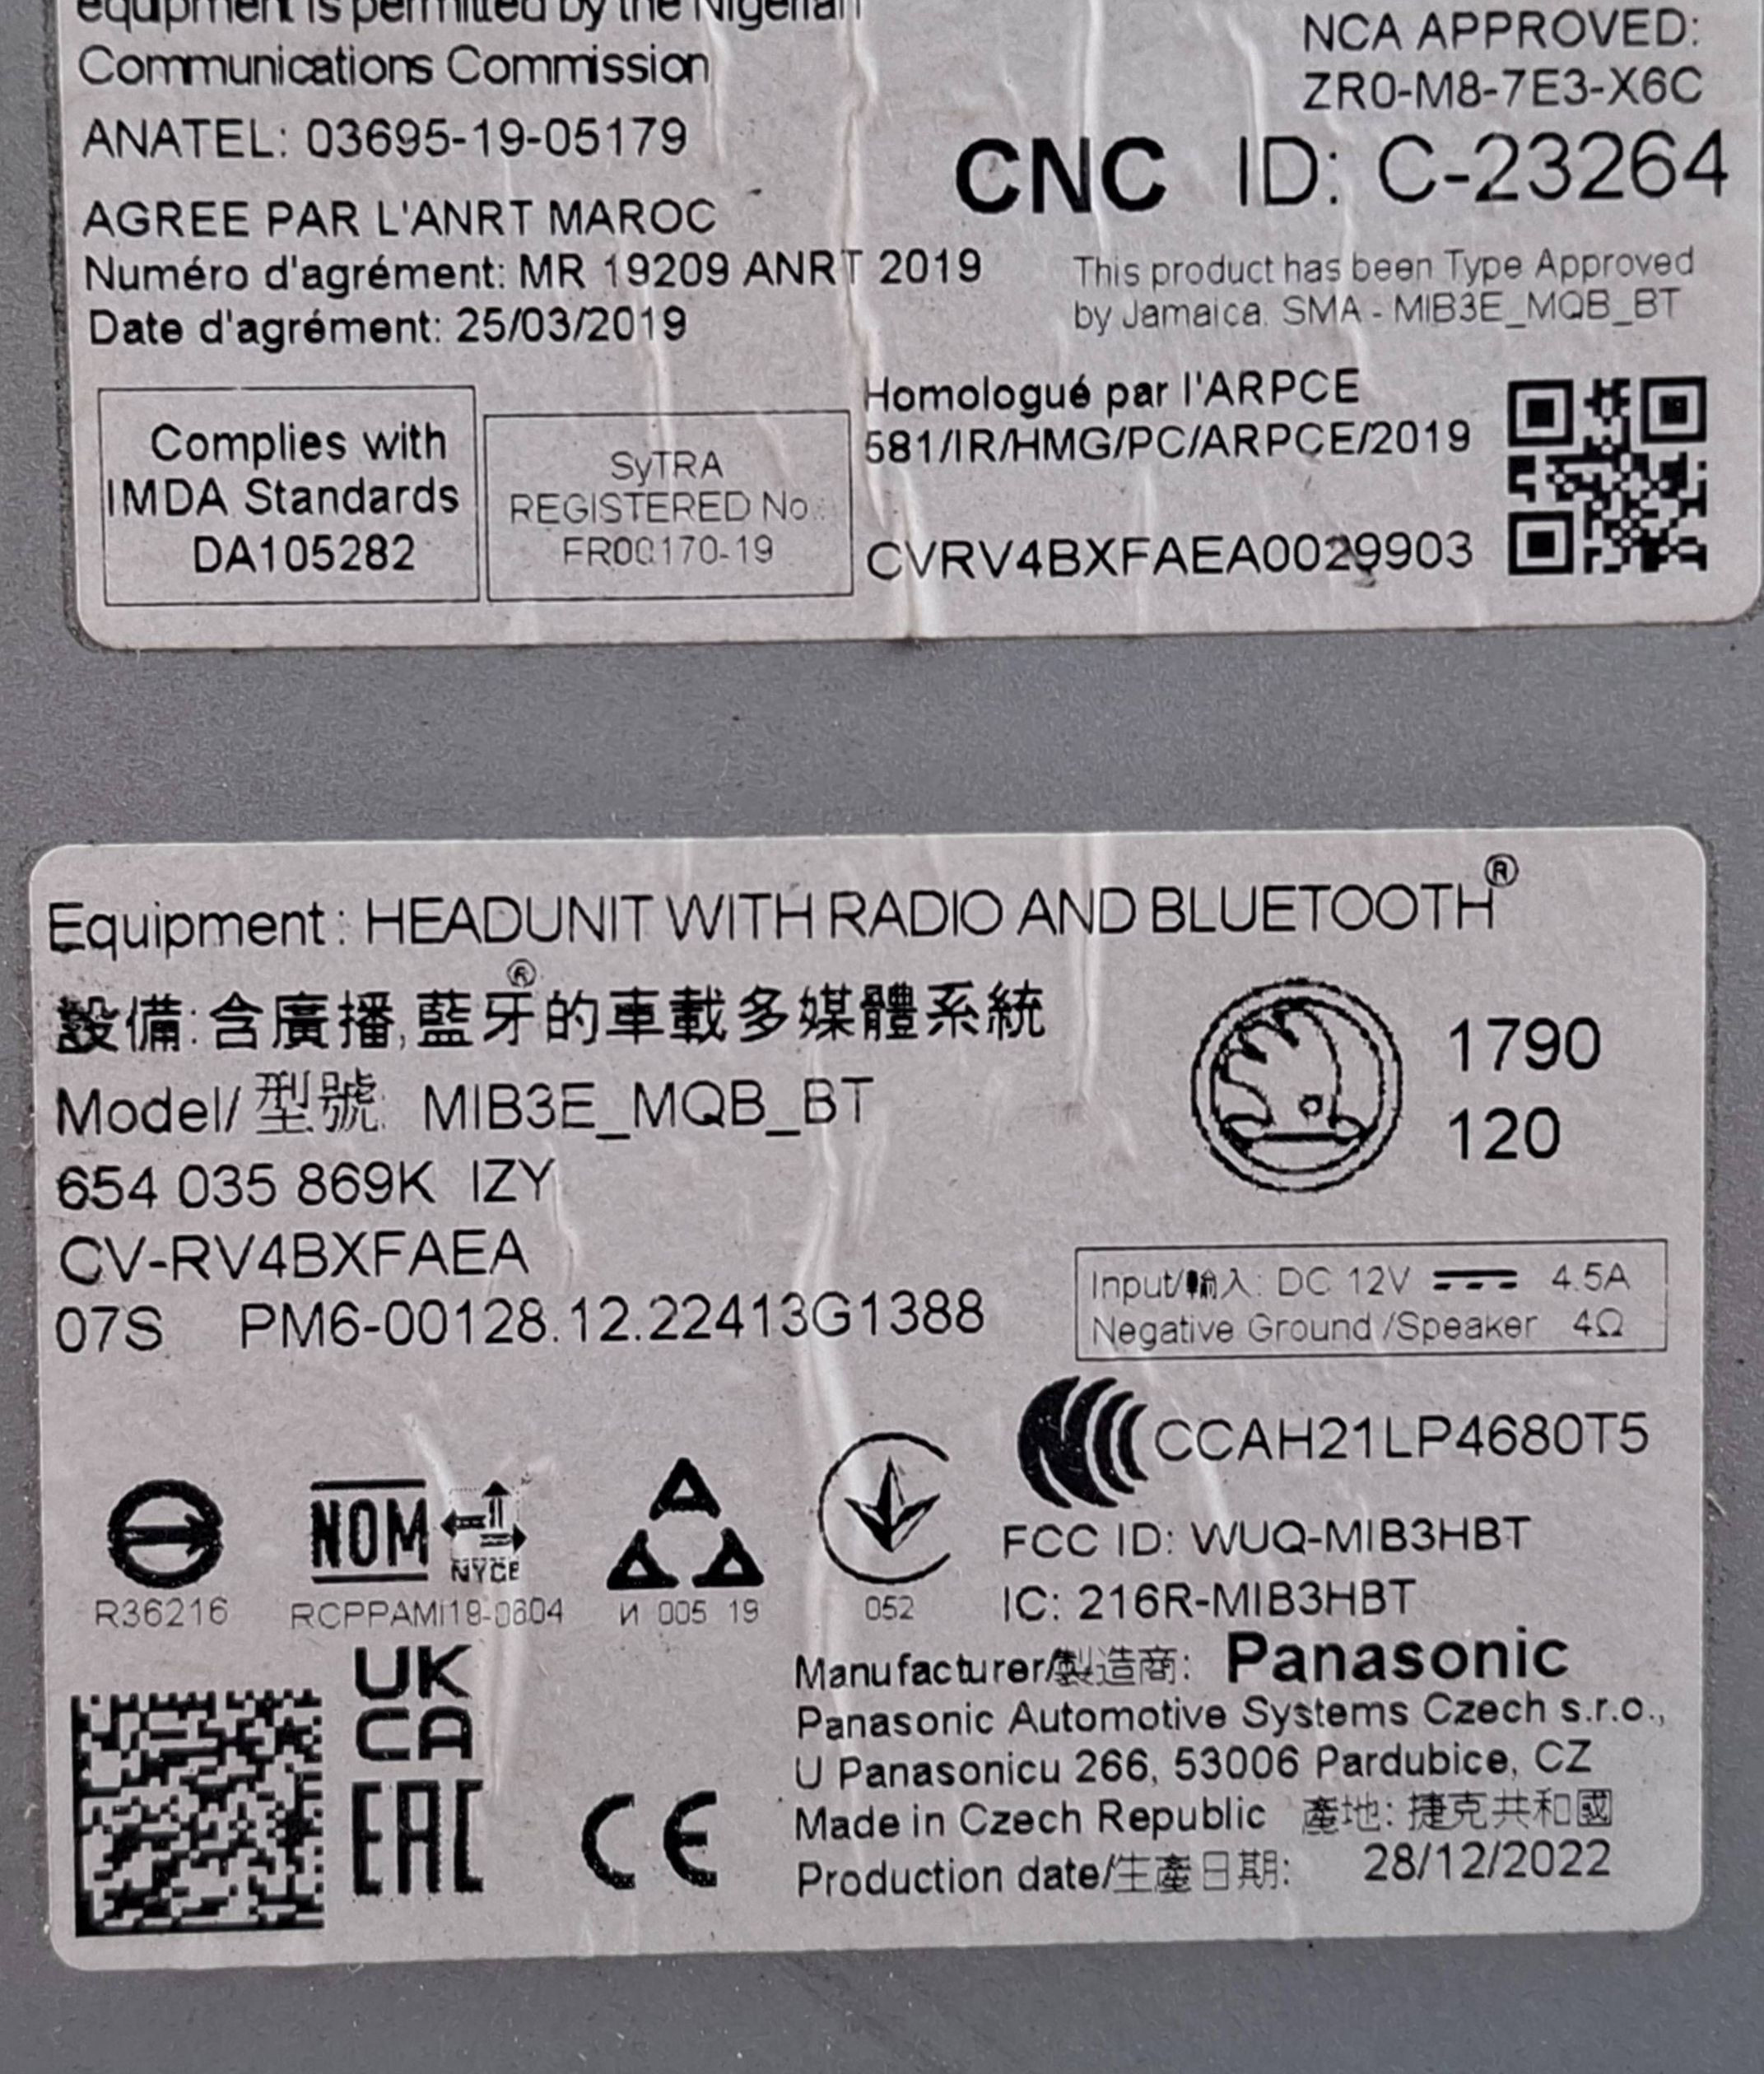 equipment is permitted by the Nigerian
Communications Commission
ANATEL: 03695-19-05179
AGREE PAR L'ANRT MAROC
Numéro d'agrément: MR 19209 ANRT 2019
Date d'agrément: 25/03/2019
NCA APPROVED:
ZR0-M8-7E3-X6C
CNC ID: C-23264
This product has been Type Approved
by Jamaica. SMA - MIB3E_MQB_BT
Complies with
IMDA Standards
DA105282
SyTRA
REGISTERED No.:
FR00170-19
Homologué par l'ARPCE
581/IR/HMG/PC/ARPCE/2019
CVRV4BXFAEA0029903
Equipment: HEADUNIT WITH RADIO AND BLUETOOTH®
設備:含廣播,藍牙®的車載多媒體系統
Model/型號: MIB3E_MQB_BT
654 035 869K IZY
CV-RV4BXFAEA
07S PM6-00128.12.22413G1388
1790
120
Input/輸入: DC 12V 4.5A
Negative Ground /Speaker 4Ω
CCAH21LP4680T5
FCC ID: WUQ-MIB3HBT
IC: 216R-MIB3HBT
R36216
NOM
NYCE
RCPPAMI19-0604
И 005 19
052
UK
CA
EAC
CE
Manufacturer/製造商: Panasonic
Panasonic Automotive Systems Czech s.r.o.,
U Panasonicu 266, 53006 Pardubice, CZ
Made in Czech Republic 產地: 捷克共和國
Production date/生產日期: 28/12/2022